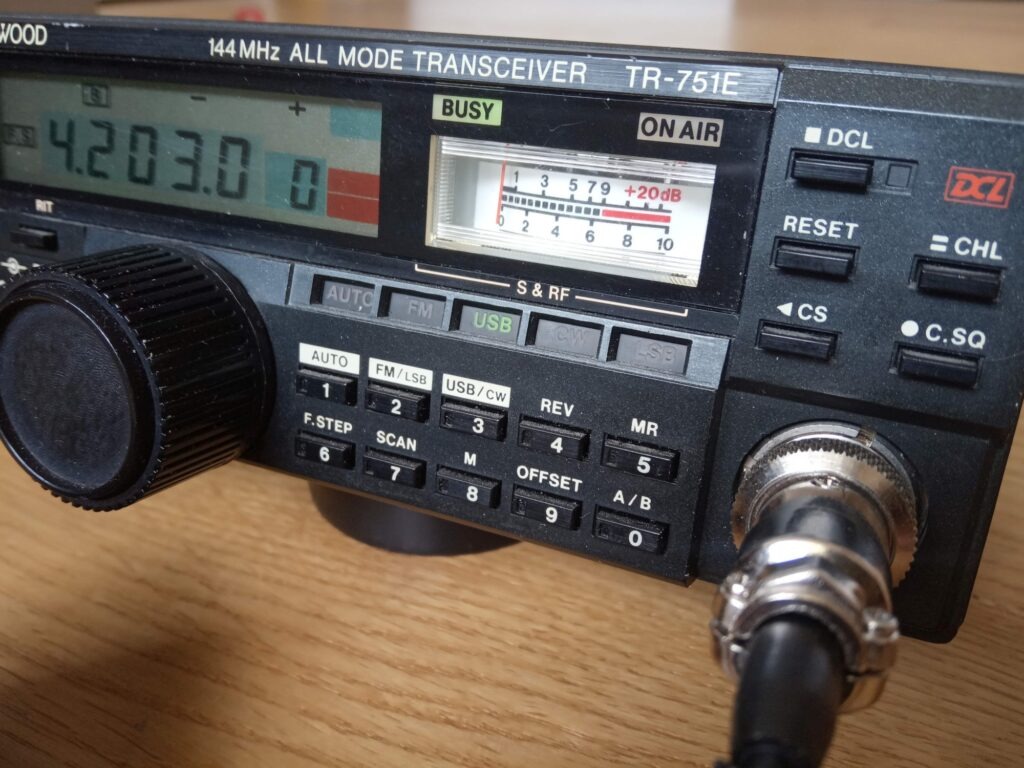 WOOD
144MHz ALL MODE TRANSCEIVER TR-751E
S
- +
F.S
4.203.0 0
BUSY
ON AIR
1 3 5 7 9 +20dB
0 2 4 6 8 10
S & RF
DCL
DCL
RESET
CHL
CS
C.SQ
RIT
AUTO FM USB CW LSB
AUTO FM/LSB USB/CW REV MR
1 2 3 4 5
F.STEP SCAN M OFFSET A/B
6 7 8 9 0